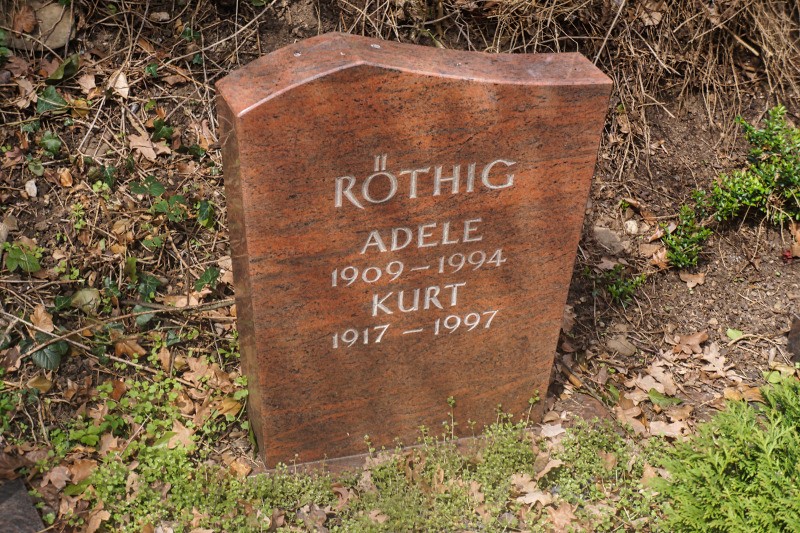 RÖTHIG
ADELE
1909 – 1994
KURT
1917 – 1997